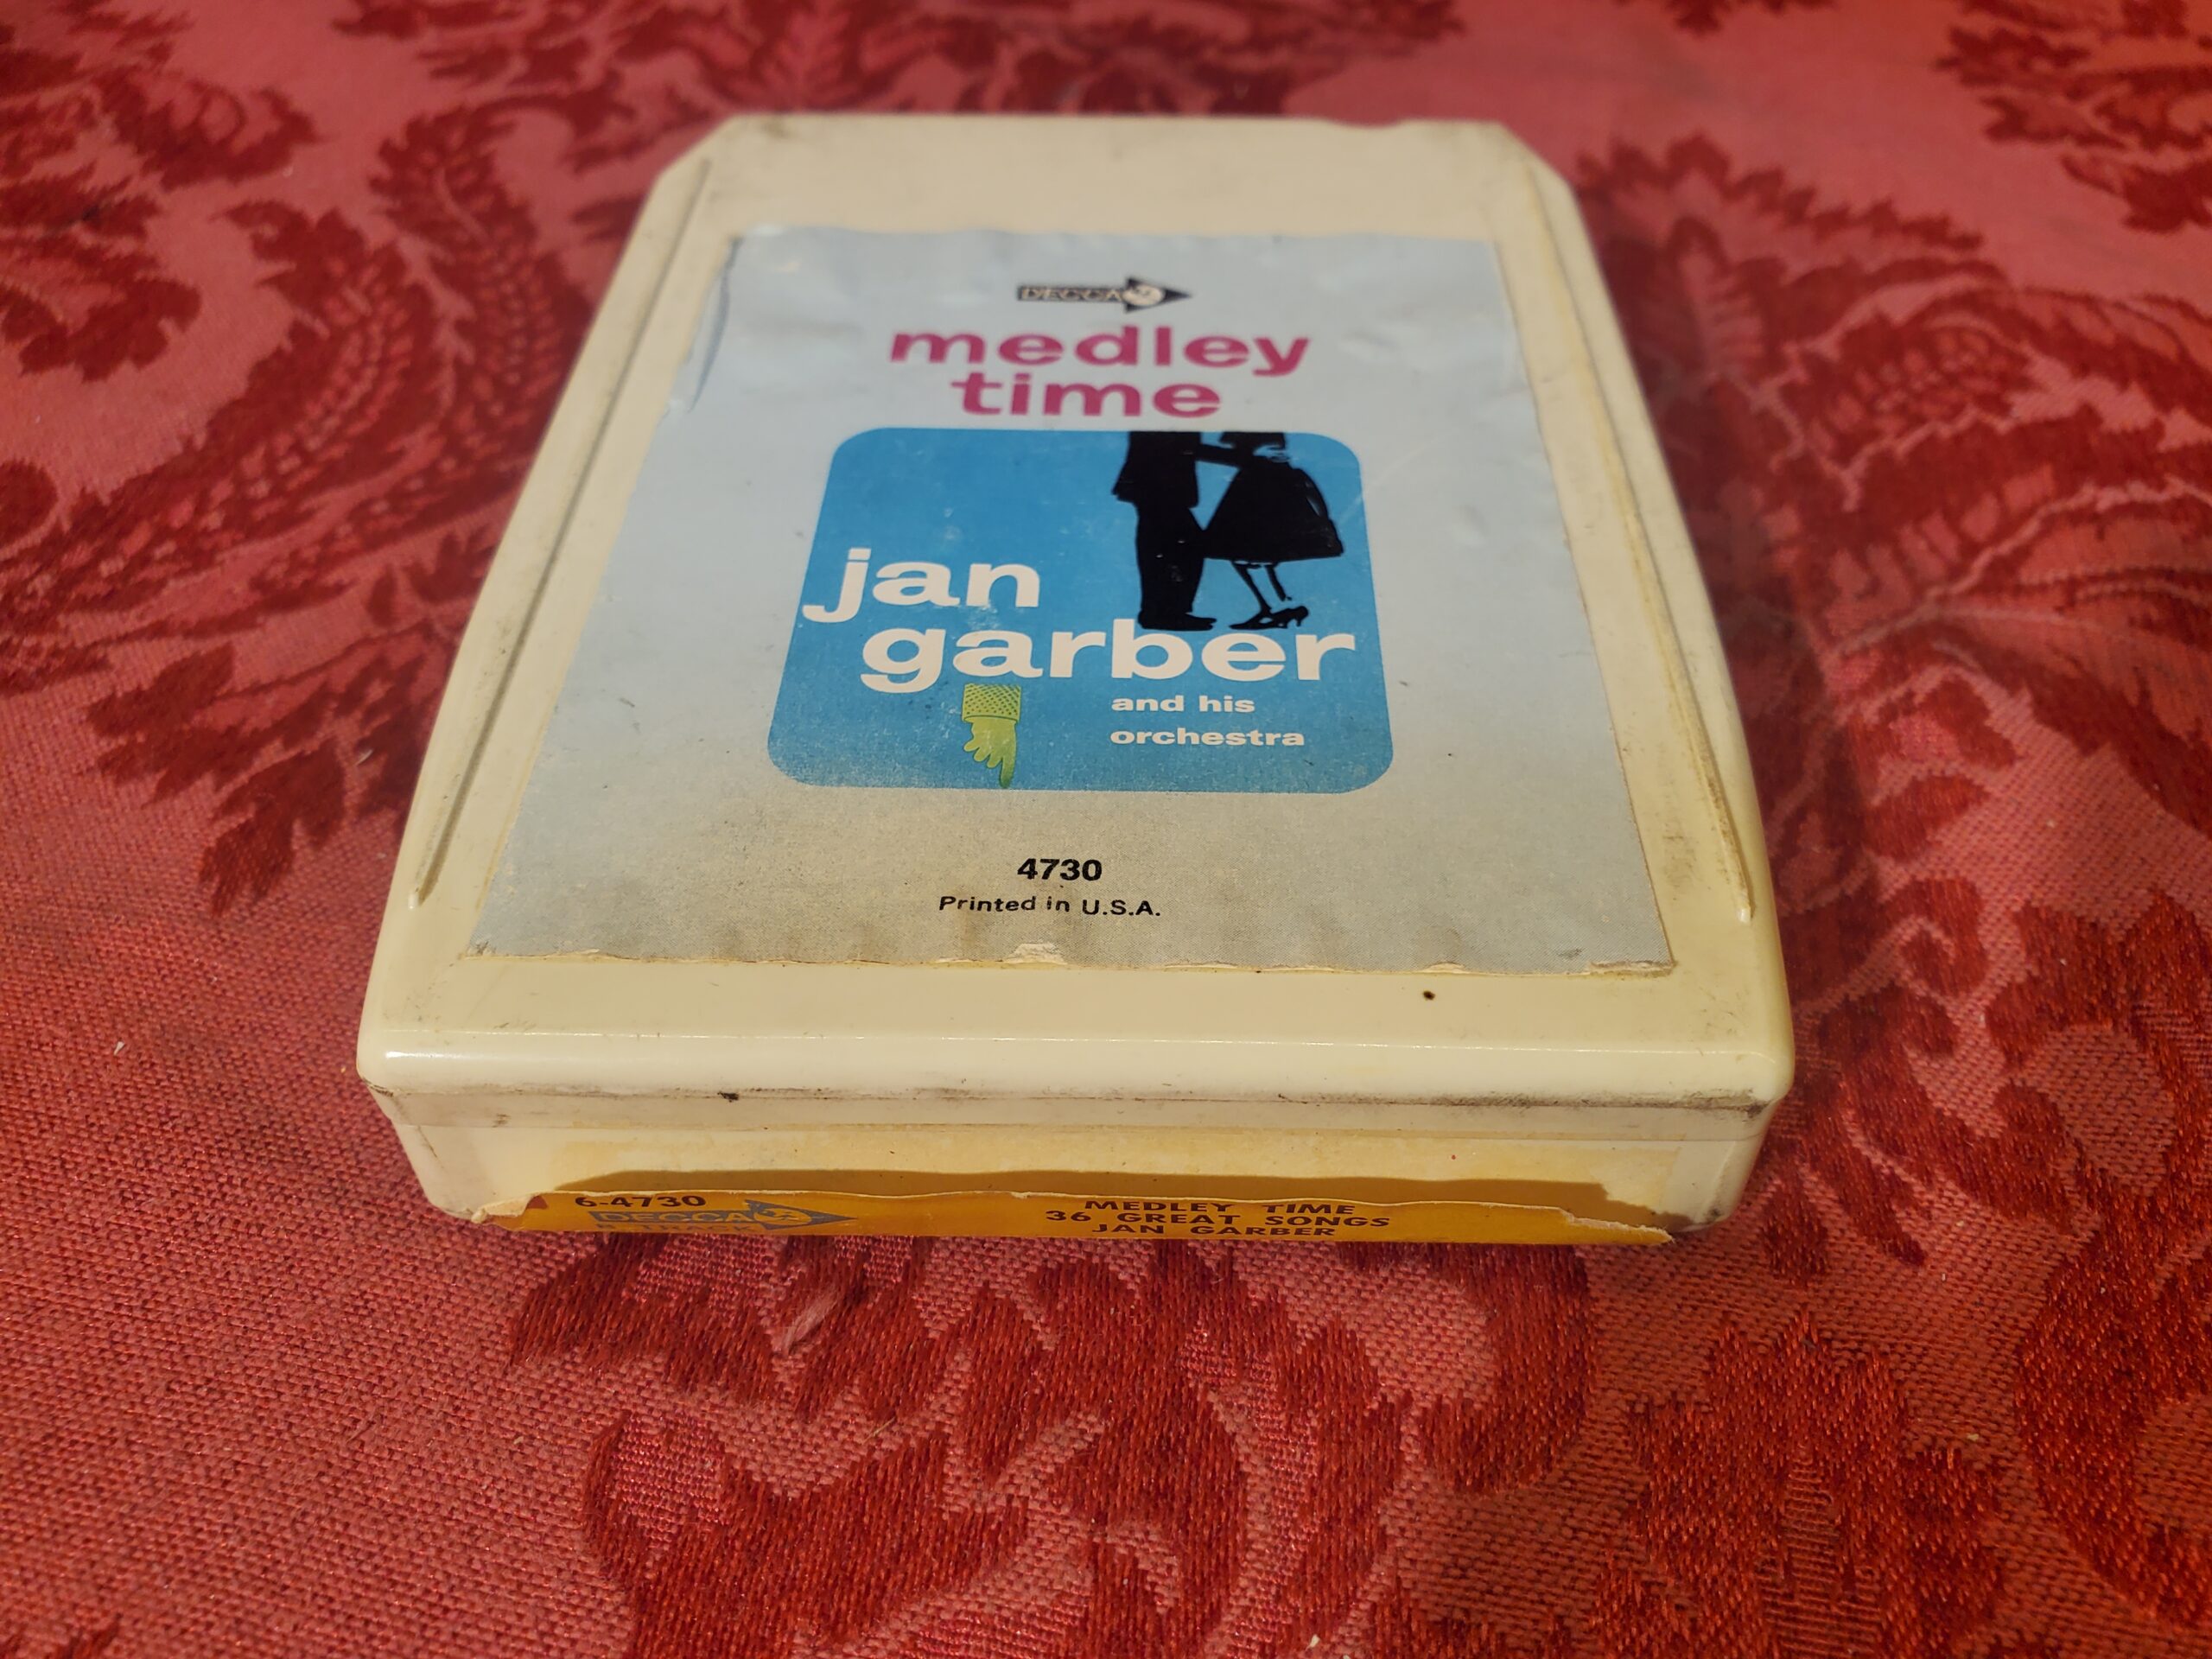 DECCA
medley
time
jan
garber
and his
orchestra
4730
Printed in U.S.A.
6-4730
DECCA
MEDLEY TIME
36 GREAT SONGS
JAN GARBER